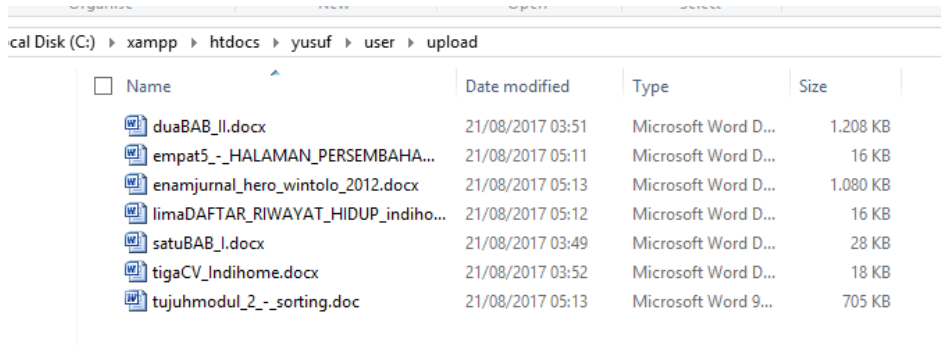 Organise New Open Select
cal Disk (C:) xampp htdocs yusuf user upload
Name Date modified Type Size
duaBAB_II.docx 21/08/2017 03:51 Microsoft Word D... 1.208 KB
empat5_-_HALAMAN_PERSEMBAHA... 21/08/2017 05:11 Microsoft Word D... 16 KB
enamjurnal_hero_wintolo_2012.docx 21/08/2017 05:13 Microsoft Word D... 1.080 KB
limaDAFTAR_RIWAYAT_HIDUP_indiho... 21/08/2017 05:12 Microsoft Word D... 16 KB
satuBAB_I.docx 21/08/2017 03:49 Microsoft Word D... 28 KB
tigaCV_Indihome.docx 21/08/2017 03:52 Microsoft Word D... 18 KB
tujuhmodul_2_-_sorting.doc 21/08/2017 05:13 Microsoft Word 9... 705 KB